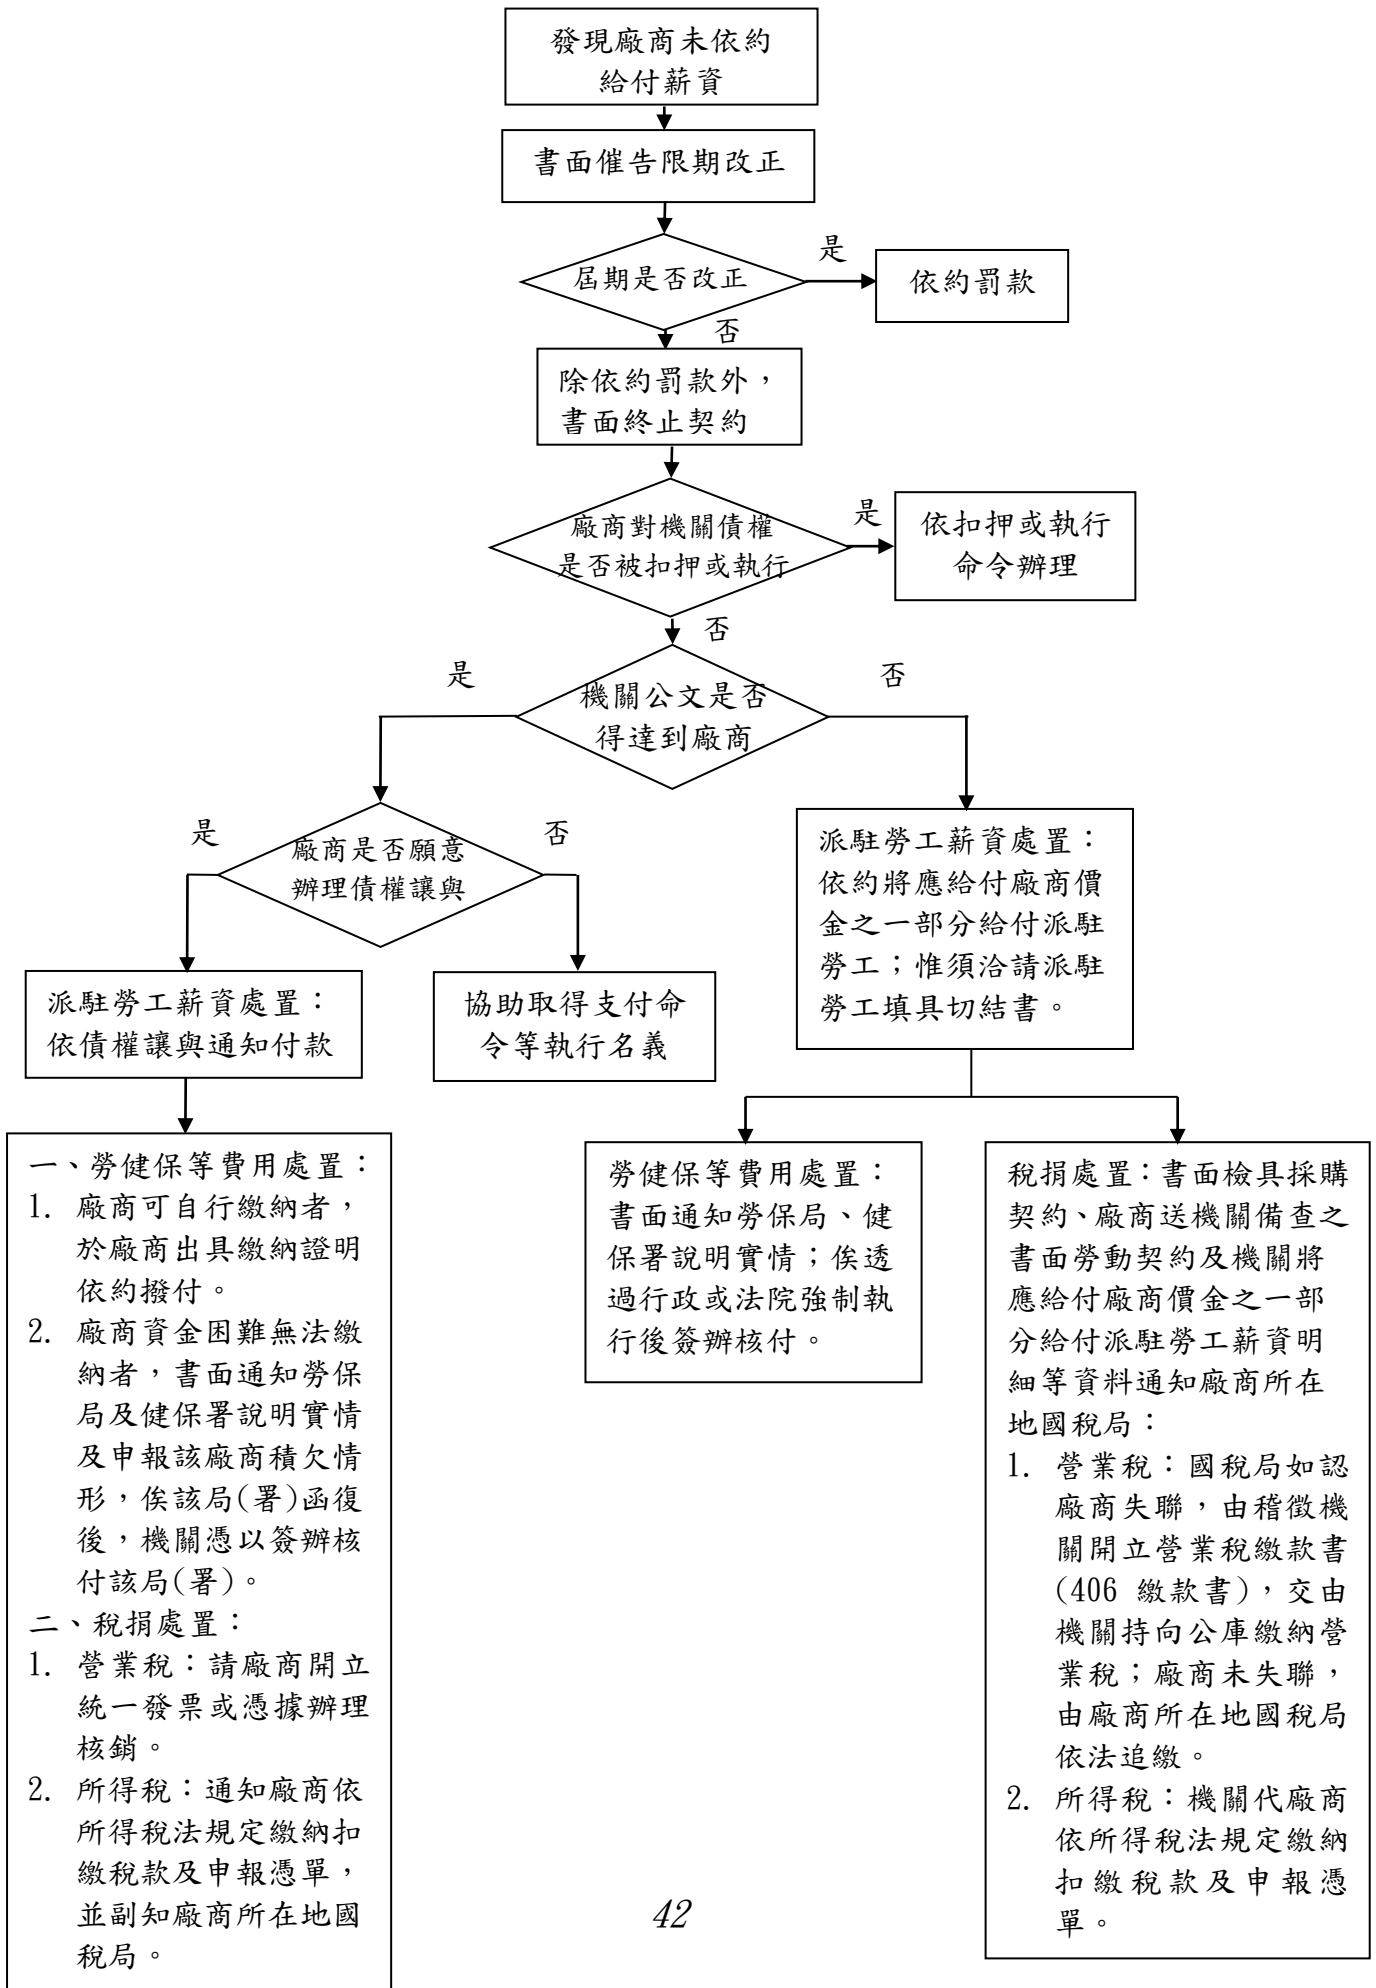 發現廠商未依約
給付薪資
書面催告限期改正
屆期是否改正
是
依約罰款
否
除依約罰款外，
書面終止契約
廠商對機關債權
是否被扣押或執行
是
依扣押或執行
命令辦理
否
機關公文是否
得達到廠商
是
否
廠商是否願意
辦理債權讓與
是
否
派駐勞工薪資處置：
依債權讓與通知付款
協助取得支付命
令等執行名義
派駐勞工薪資處置：
依約將應給付廠商價
金之一部分給付派駐
勞工；惟須洽請派駐
勞工填具切結書。
一、勞健保等費用處置：
1. 廠商可自行繳納者，
於廠商出具繳納證明
依約撥付。
2. 廠商資金困難無法繳
納者，書面通知勞保
局及健保署說明實情
及申報該廠商積欠情
形，俟該局(署)函復
後，機關憑以簽辦核
付該局(署)。
二、稅捐處置：
1. 營業稅：請廠商開立
統一發票或憑據辦理
核銷。
2. 所得稅：通知廠商依
所得稅法規定繳納扣
繳稅款及申報憑單，
並副知廠商所在地國
稅局。
勞健保等費用處置：
書面通知勞保局、健
保署說明實情；俟透
過行政或法院強制執
行後簽辦核付。
稅捐處置：書面檢具採購
契約、廠商送機關備查之
書面勞動契約及機關將
應給付廠商價金之一部
分給付派駐勞工薪資明
細等資料通知廠商所在
地國稅局：
1. 營業稅：國稅局如認
廠商失聯，由稽徵機
關開立營業稅繳款書
(406 繳款書)，交由
機關持向公庫繳納營
業稅；廠商未失聯，
由廠商所在地國稅局
依法追繳。
2. 所得稅：機關代廠商
依所得稅法規定繳納
扣繳稅款及申報憑
單。
42